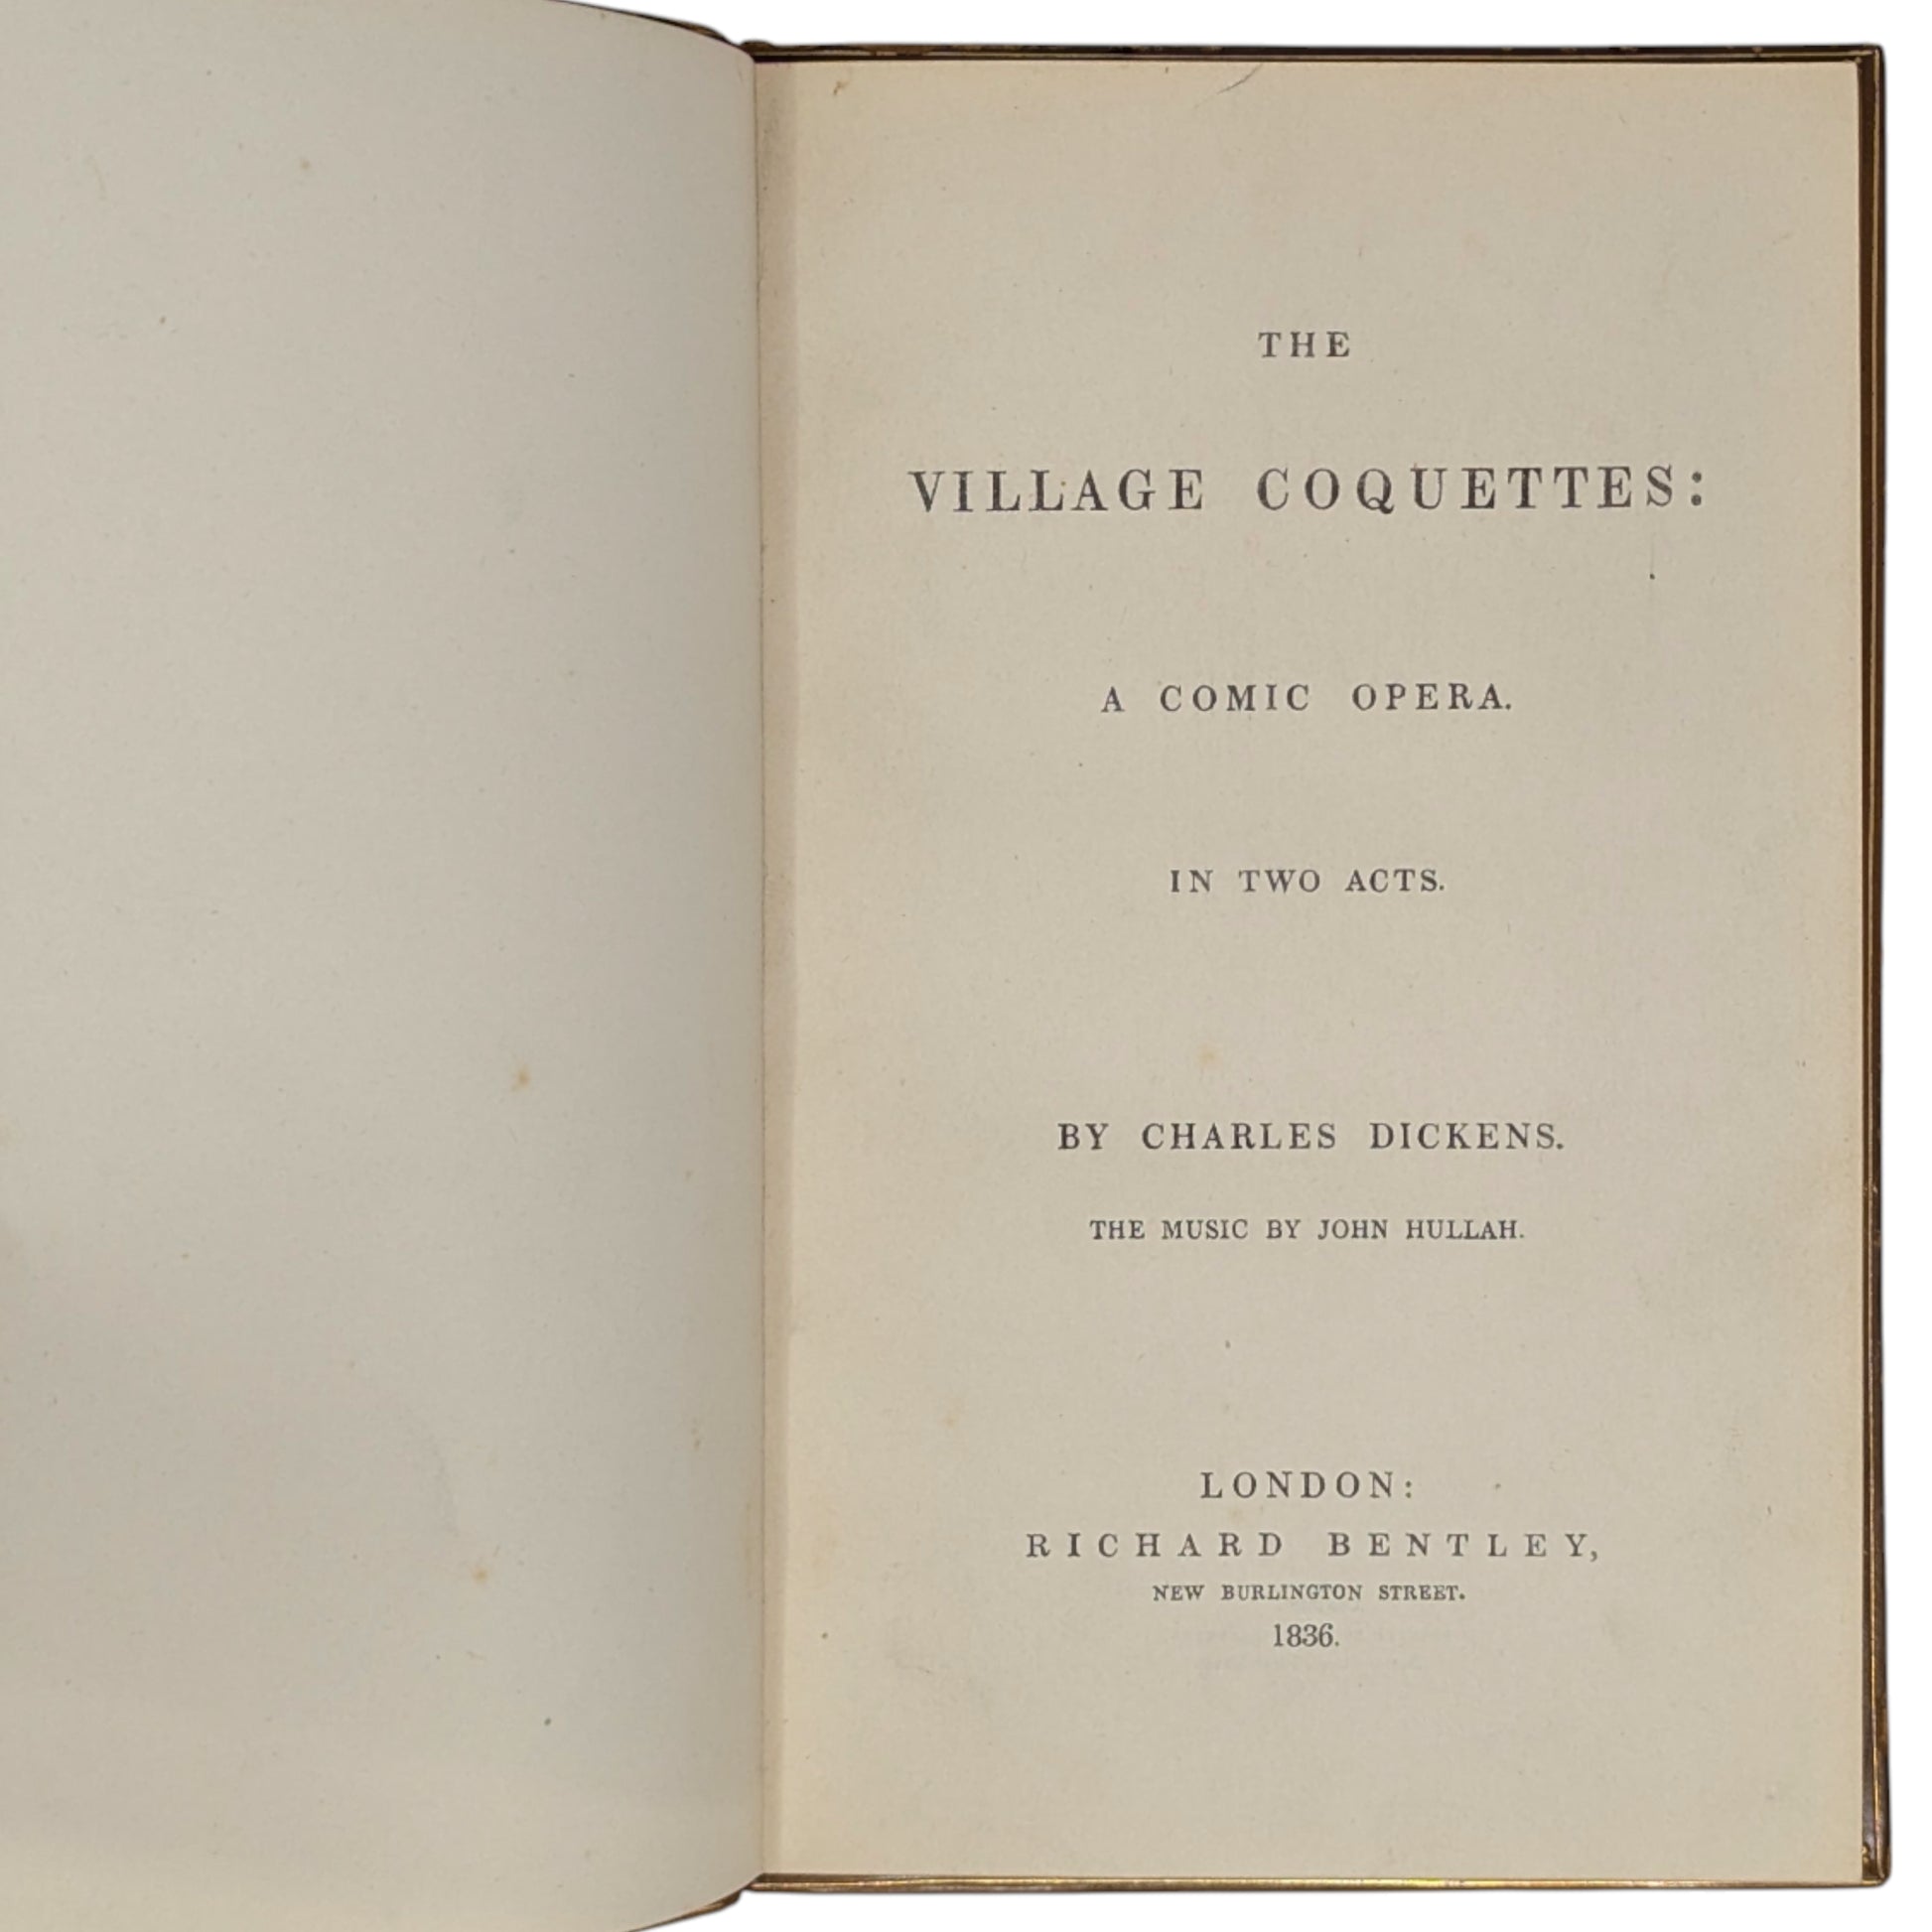 THE
VILLAGE COQUETTES:
A COMIC OPERA.
IN TWO ACTS.
BY CHARLES DICKENS.
THE MUSIC BY JOHN HULLAH.
LONDON:
RICHARD BENTLEY,
NEW BURLINGTON STREET.
1836.